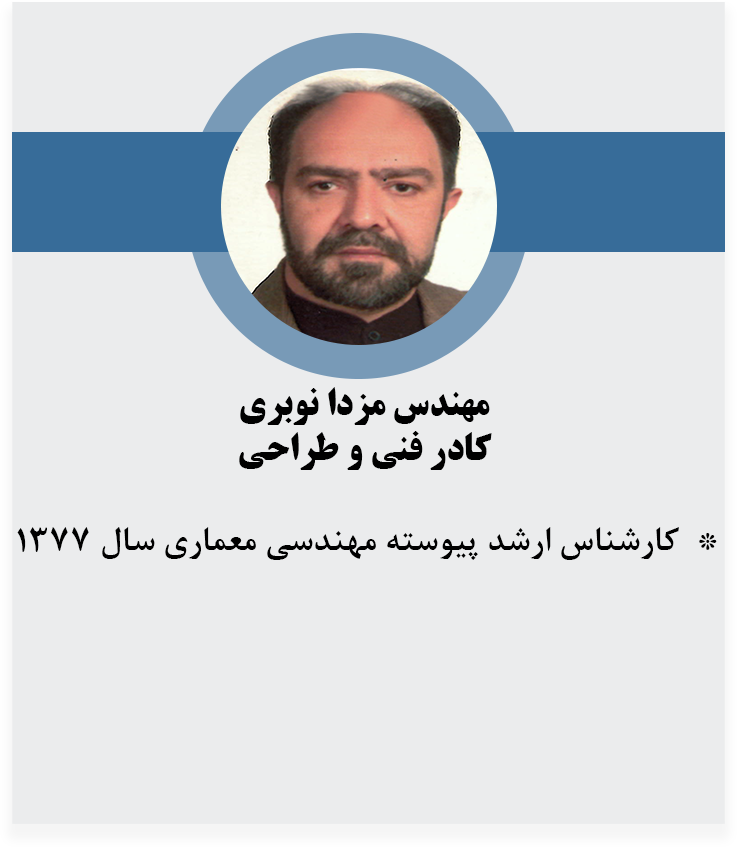 مهندس مزدا نوبری
کادر فنی و طراحی
❊ کارشناس ارشد پیوسته مهندسی معماری سال ۱۳۷۷